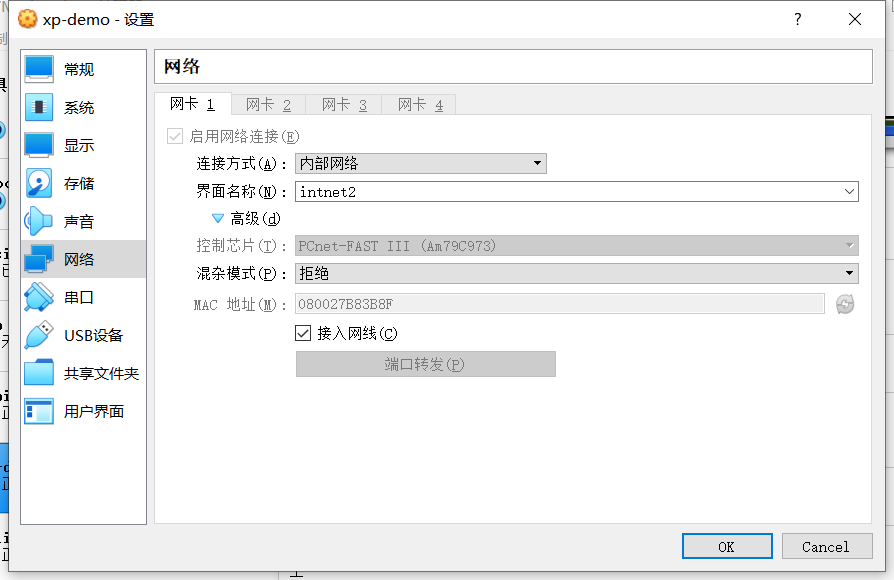 xp-demo - 设置
?
常规
系统
显示
存储
声音
网络
串口
USB设备
共享文件夹
用户界面
网络
网卡 1 网卡 2 网卡 3 网卡 4
启用网络连接(E)
连接方式(A): 内部网络
界面名称(N): intnet2
高级(d)
控制芯片(T): PCnet-FAST III (Am79C973)
混杂模式(P): 拒绝
MAC 地址(M): 080027B83B8F
接入网线(C)
端口转发(P)
OK Cancel